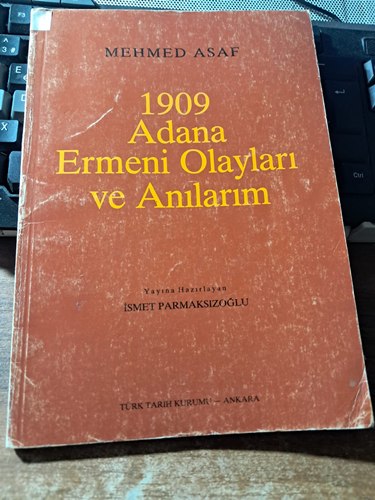 MEHMED ASAF
1909
Adana
Ermeni Olayları
ve Anılarım
Yayına Hazırlayan
İSMET PARMAKSIZOĞLU
TÜRK TARİH KURUMU — ANKARA